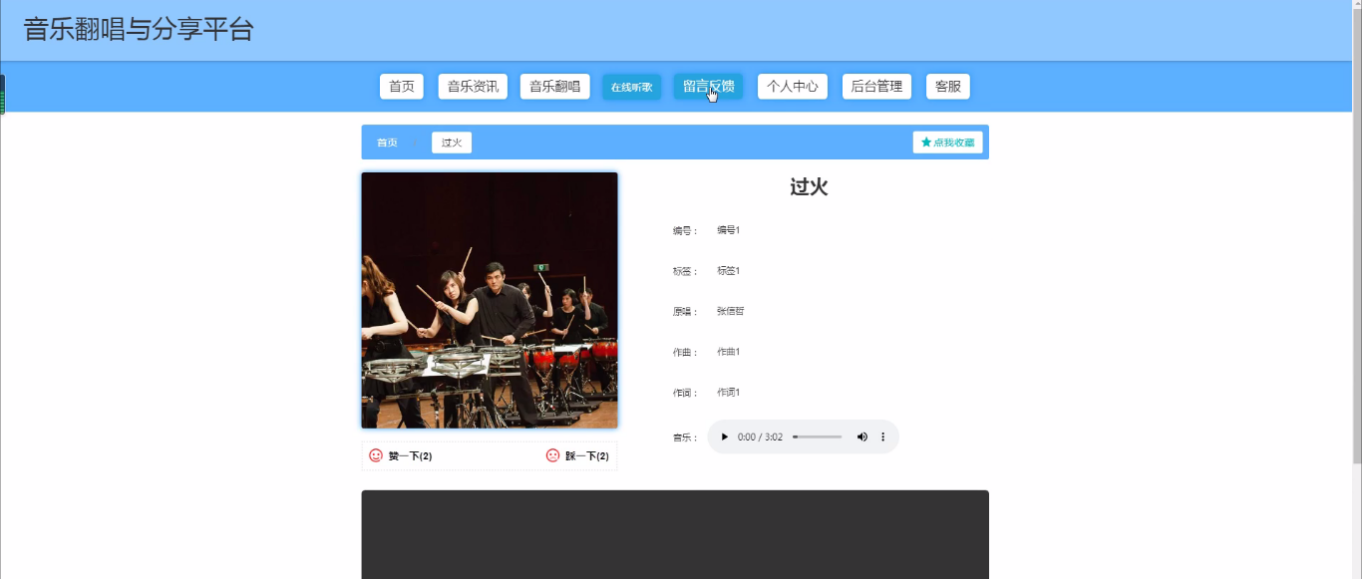 音乐翻唱与分享平台
首页 音乐资讯 音乐翻唱 在线听歌 留言反馈 个人中心 后台管理 客服
首页 过火 ★点我收藏
过火
编号： 编号1
标签： 标签1
原唱： 张信哲
作曲： 作曲1
作词： 作词1
音乐： 0:00 / 3:02
赞一下(2) 踩一下(2)